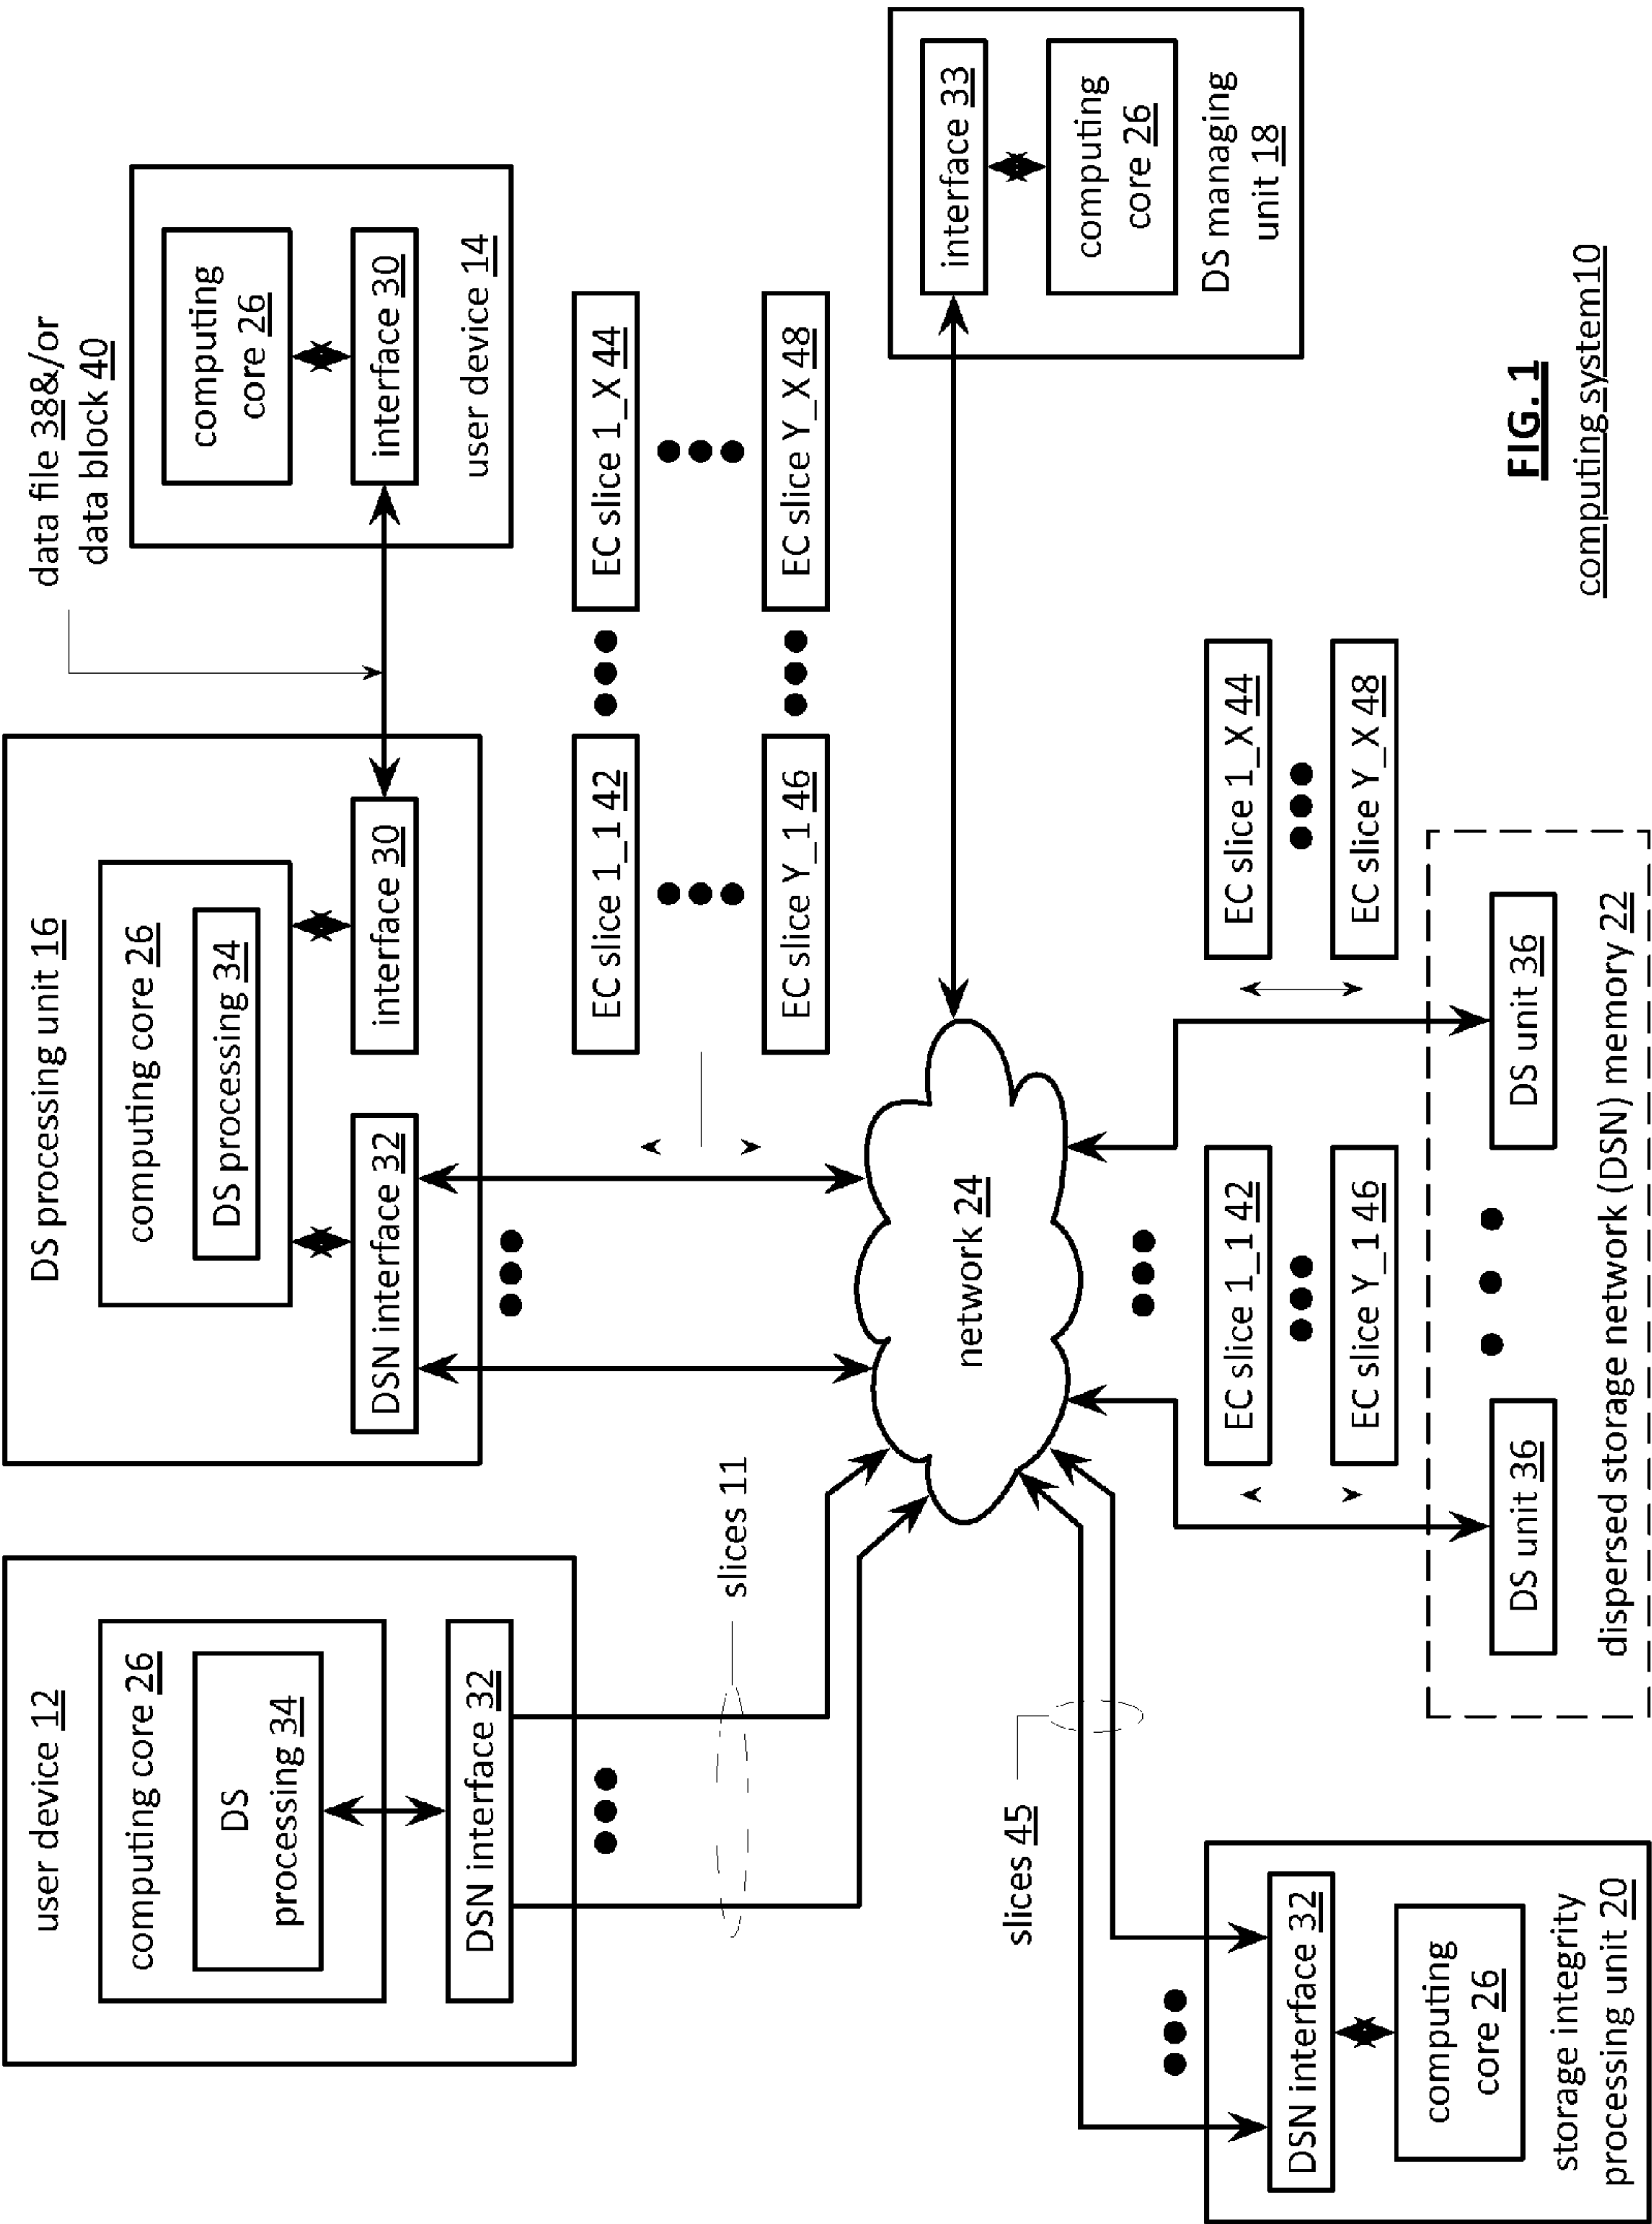 user device 12
computing core 26
DS
processing 34
DSN interface 32
slices 11
DS processing unit 16
computing core 26
DS processing 34
DSN interface 32
interface 30
data file 38&/or
data block 40
computing
core 26
interface 30
user device 14
EC slice 1_1 42
EC slice 1_X 44
EC slice Y_1 46
EC slice Y_X 48
network 24
interface 33
computing
core 26
DS managing
unit 18
slices 45
DSN interface 32
computing
core 26
storage integrity
processing unit 20
EC slice 1_1 42
EC slice Y_1 46
EC slice 1_X 44
EC slice Y_X 48
DS unit 36
DS unit 36
dispersed storage network (DSN) memory 22
FIG. 1
computing system10